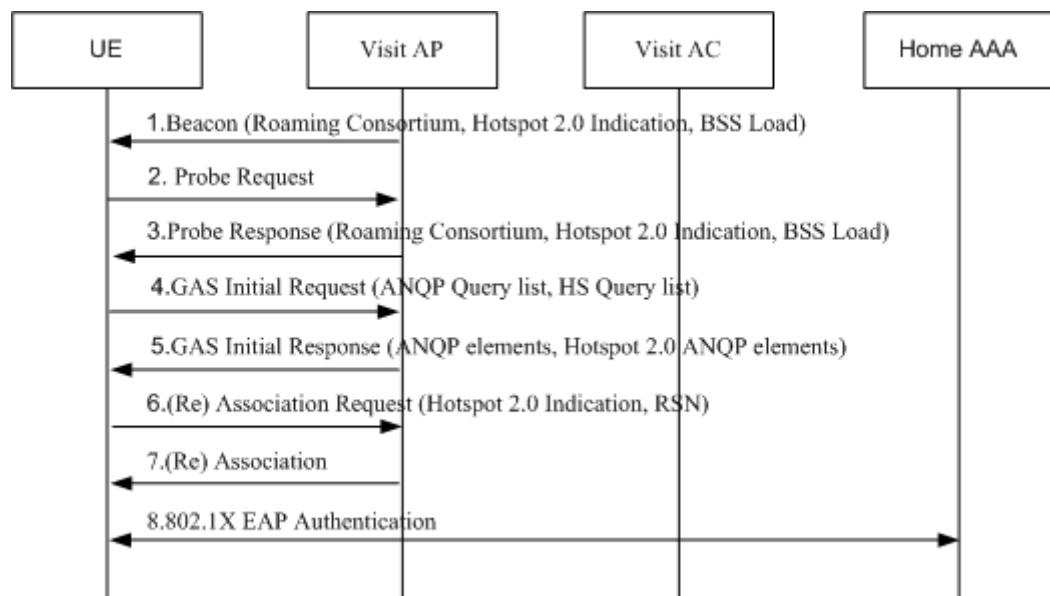 UE
Visit AP
Visit AC
Home AAA
1.Beacon (Roaming Consortium, Hotspot 2.0 Indication, BSS Load)
2. Probe Request
3.Probe Response (Roaming Consortium, Hotspot 2.0 Indication, BSS Load)
4.GAS Initial Request (ANQP Query list, HS Query list)
5.GAS Initial Response (ANQP elements, Hotspot 2.0 ANQP elements)
6.(Re) Association Request (Hotspot 2.0 Indication, RSN)
7.(Re) Association
8.802.1X EAP Authentication